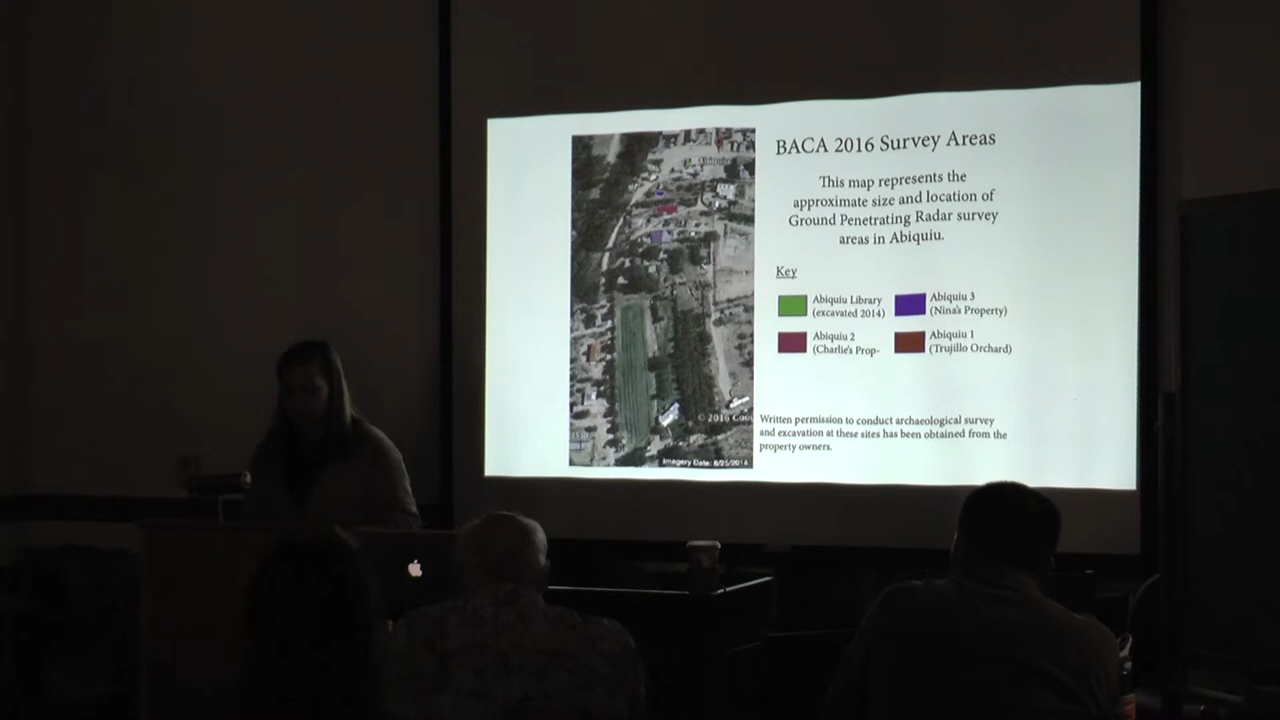 BACA 2016 Survey Areas
This map represents the
approximate size and location of
Ground Penetrating Radar survey
areas in Abiquiu.
Key
Abiquiu Library
(excavated 2014)
Abiquiu 3
(Nina's Property)
Abiquiu 2
(Charlie's Prop-
Abiquiu 1
(Trujillo Orchard)
Written permission to conduct archaeological survey
and excavation at these sites has been obtained from the
property owners.
Abiquiu
© 2016 Goo
Imagery Date: 6/25/2014